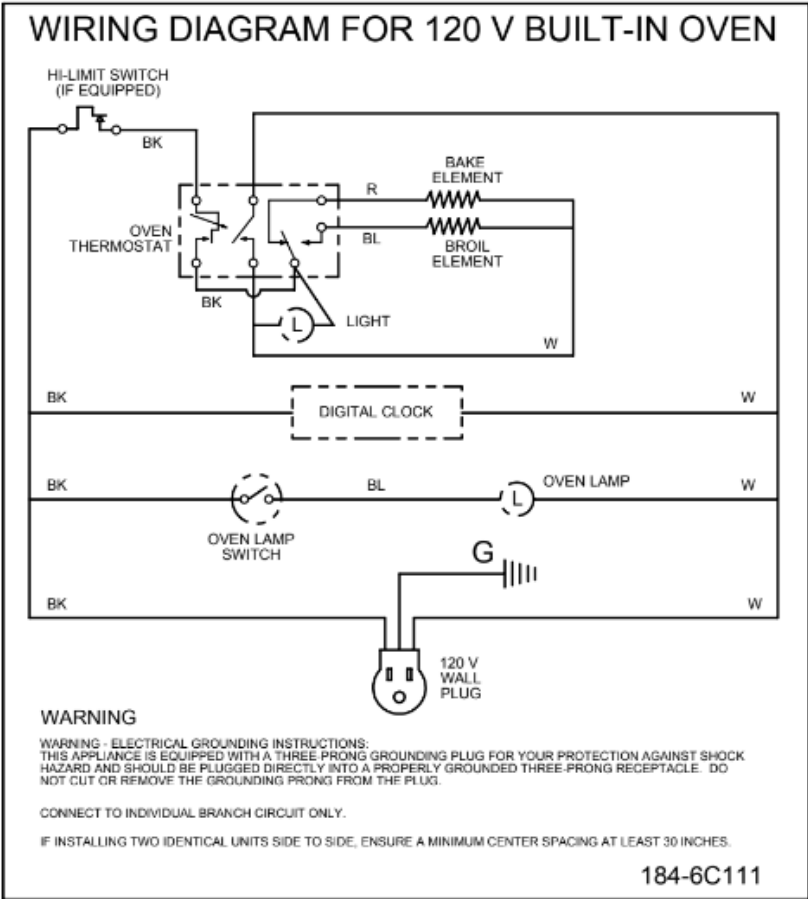 WIRING DIAGRAM FOR 120 V BUILT-IN OVEN
HI-LIMIT SWITCH
(IF EQUIPPED)
BK
BAKE
ELEMENT
R
OVEN
THERMOSTAT
BL
BROIL
ELEMENT
BK
L
LIGHT
W
BK
DIGITAL CLOCK
W
BK
BL
L
OVEN LAMP
W
OVEN LAMP
SWITCH
G
BK
W
120 V
WALL
PLUG
WARNING
WARNING - ELECTRICAL GROUNDING INSTRUCTIONS:
THIS APPLIANCE IS EQUIPPED WITH A THREE-PRONG GROUNDING PLUG FOR YOUR PROTECTION AGAINST SHOCK
HAZARD AND SHOULD BE PLUGGED DIRECTLY INTO A PROPERLY GROUNDED THREE-PRONG RECEPTACLE. DO
NOT CUT OR REMOVE THE GROUNDING PRONG FROM THE PLUG.
CONNECT TO INDIVIDUAL BRANCH CIRCUIT ONLY.
IF INSTALLING TWO IDENTICAL UNITS SIDE TO SIDE, ENSURE A MINIMUM CENTER SPACING AT LEAST 30 INCHES.
184-6C111